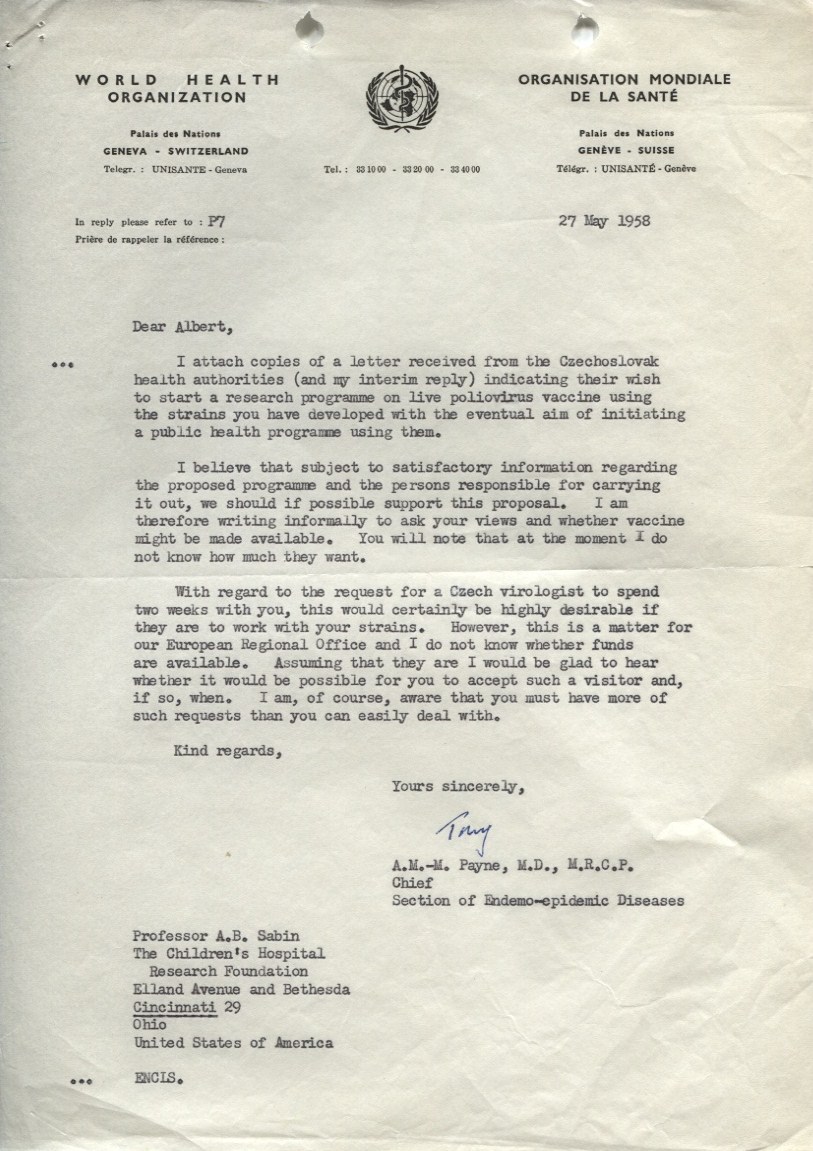 WORLD HEALTH
ORGANIZATION
Palais des Nations
GENEVA - SWITZERLAND
Telegr. : UNISANTE - Geneva
Tel. : 33 10 00 - 33 20 00 - 33 40 00
ORGANISATION MONDIALE
DE LA SANTÉ
Palais des Nations
GENÈVE - SUISSE
Télégr. : UNISANTÉ - Genève
In reply please refer to : P7
Prière de rappeler la référence :
27 May 1958
Dear Albert,
... I attach copies of a letter received from the Czechoslovak
health authorities (and my interim reply) indicating their wish
to start a research programme on live poliovirus vaccine using
the strains you have developed with the eventual aim of initiating
a public health programme using them.
I believe that subject to satisfactory information regarding
the proposed programme and the persons responsible for carrying
it out, we should if possible support this proposal. I am
therefore writing informally to ask your views and whether vaccine
might be made available. You will note that at the moment I do
not know how much they want.
With regard to the request for a Czech virologist to spend
two weeks with you, this would certainly be highly desirable if
they are to work with your strains. However, this is a matter for
our European Regional Office and I do not know whether funds
are available. Assuming that they are I would be glad to hear
whether it would be possible for you to accept such a visitor and,
if so, when. I am, of course, aware that you must have more of
such requests than you can easily deal with.
Kind regards,
Yours sincerely,
Tony
A.M.-M. Payne, M.D., M.R.C.P.
Chief
Section of Endemo-epidemic Diseases
Professor A.B. Sabin
The Children's Hospital
Research Foundation
Elland Avenue and Bethesda
Cincinnati 29
Ohio
United States of America
... ENCLS.